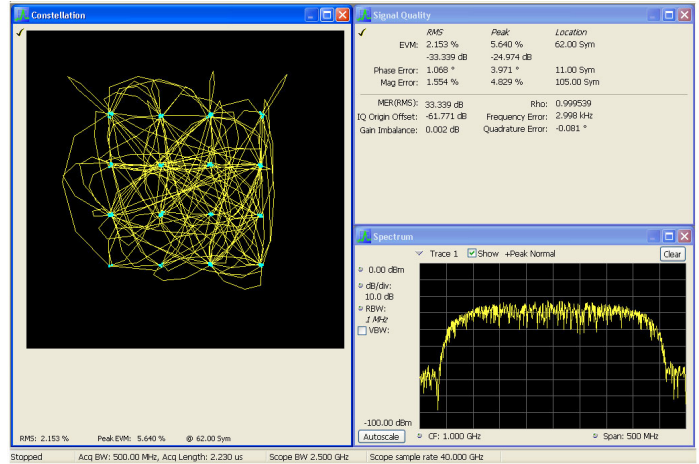 Constellation
RMS: 2.153 % Peak EVM: 5.640 % @ 62.00 Sym
Signal Quality
RMS Peak Location
EVM: 2.153 % 5.640 % 62.00 Sym
-33.339 dB -24.974 dB
Phase Error: 1.068 ° 3.971 ° 11.00 Sym
Mag Error: 1.554 % 4.829 % 105.00 Sym
MER(RMS): 33.339 dB Rho: 0.999539
IQ Origin Offset: -61.771 dB Frequency Error: 2.998 kHz
Gain Imbalance: 0.002 dB Quadrature Error: -0.081 °
Spectrum
Trace 1 Show +Peak Normal Clear
0.00 dBm
dB/div:
10.0 dB
RBW:
1 MHz
VBW:
-100.00 dBm
Autoscale CF: 1.000 GHz Span: 500 MHz
Stopped Acq BW: 500.00 MHz, Acq Length: 2.230 us Scope BW 2.500 GHz Scope sample rate 40.000 GHz